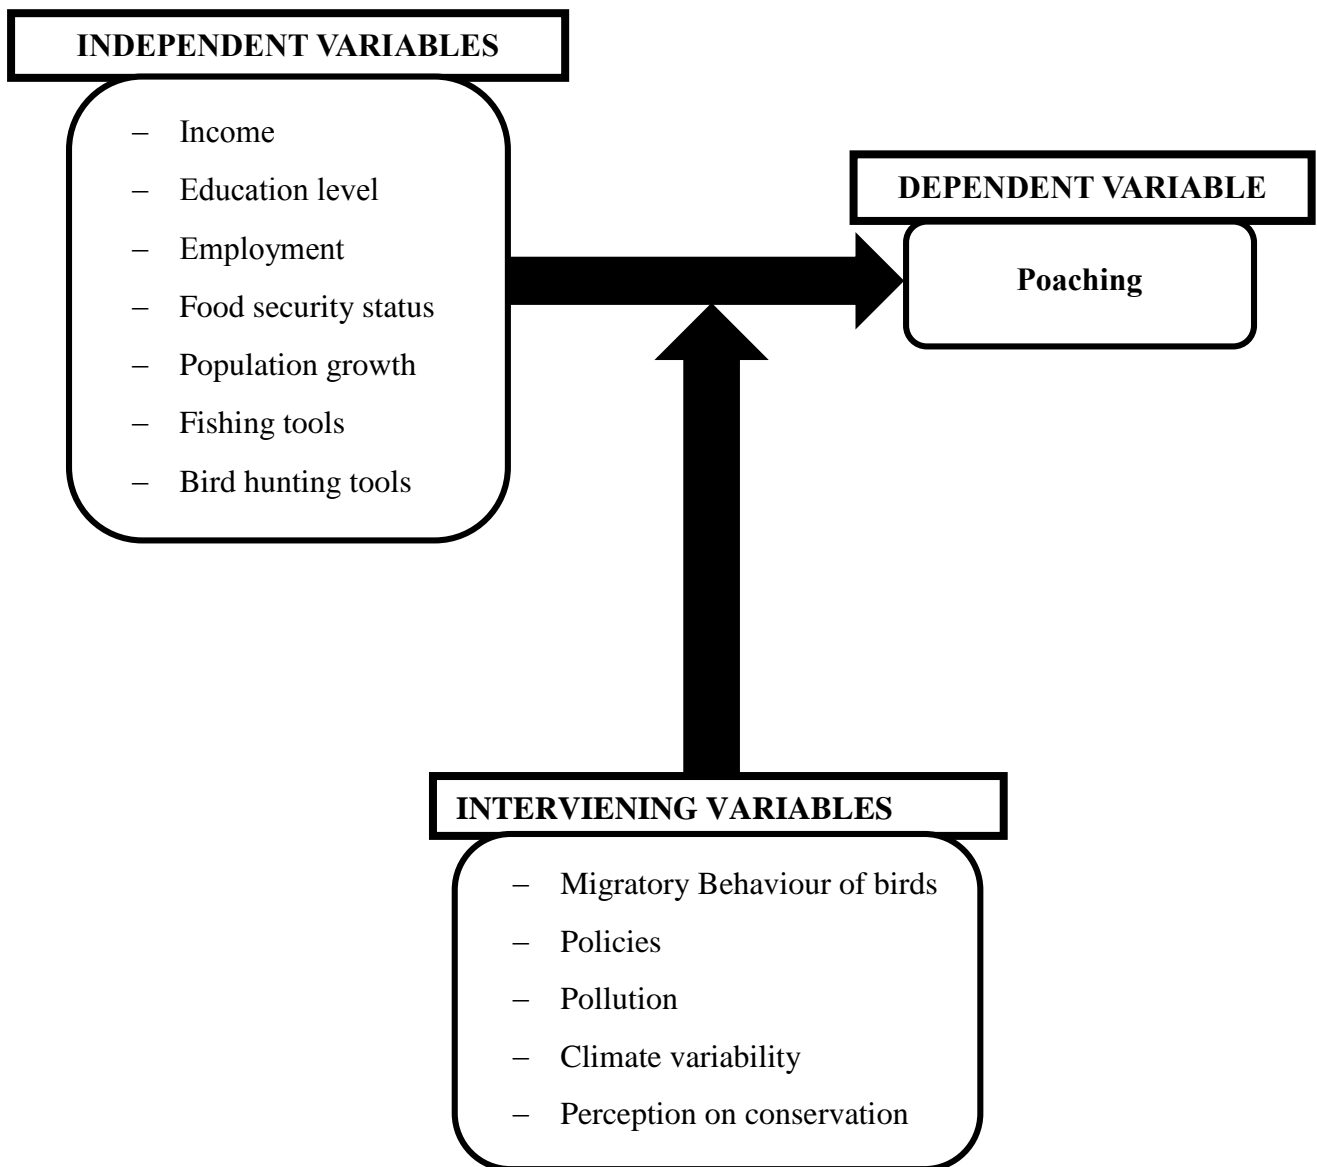 INDEPENDENT VARIABLES
– Income
– Education level
– Employment
– Food security status
– Population growth
– Fishing tools
– Bird hunting tools
DEPENDENT VARIABLE
Poaching
INTERVIENING VARIABLES
– Migratory Behaviour of birds
– Policies
– Pollution
– Climate variability
– Perception on conservation